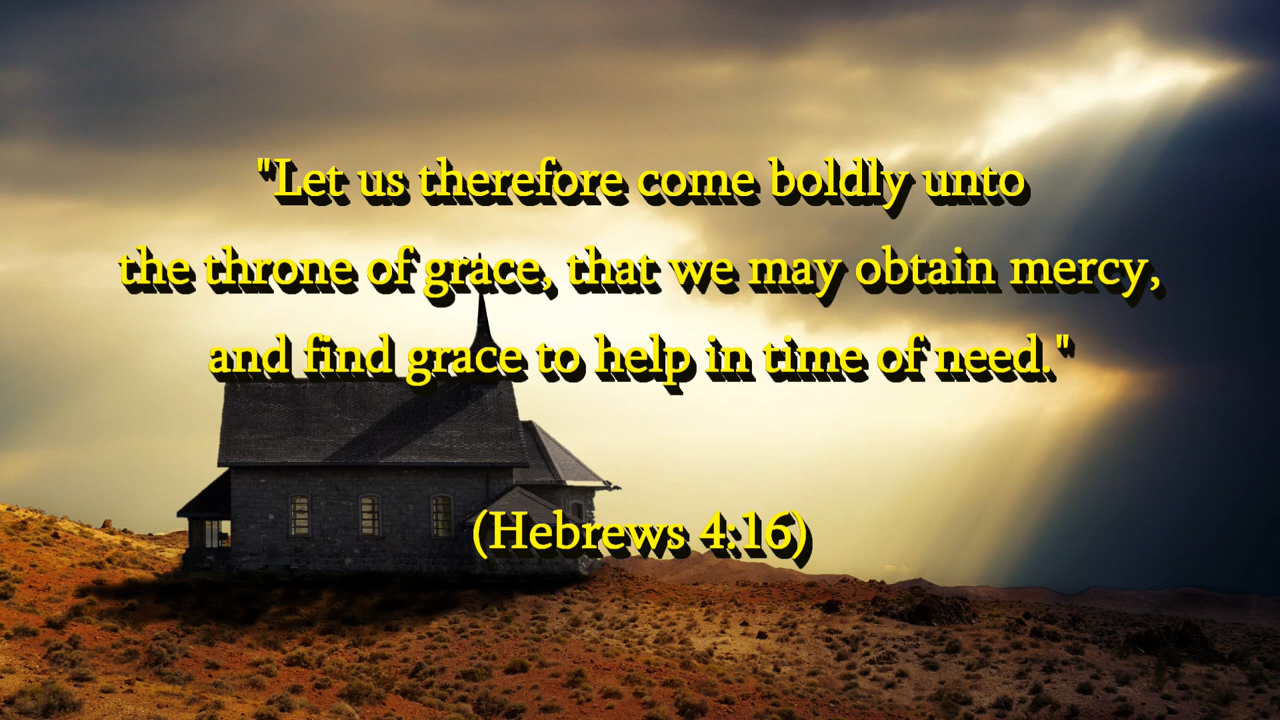 "Let us therefore come boldly unto
the throne of grace, that we may obtain mercy,
and find grace to help in time of need."
(Hebrews 4:16)